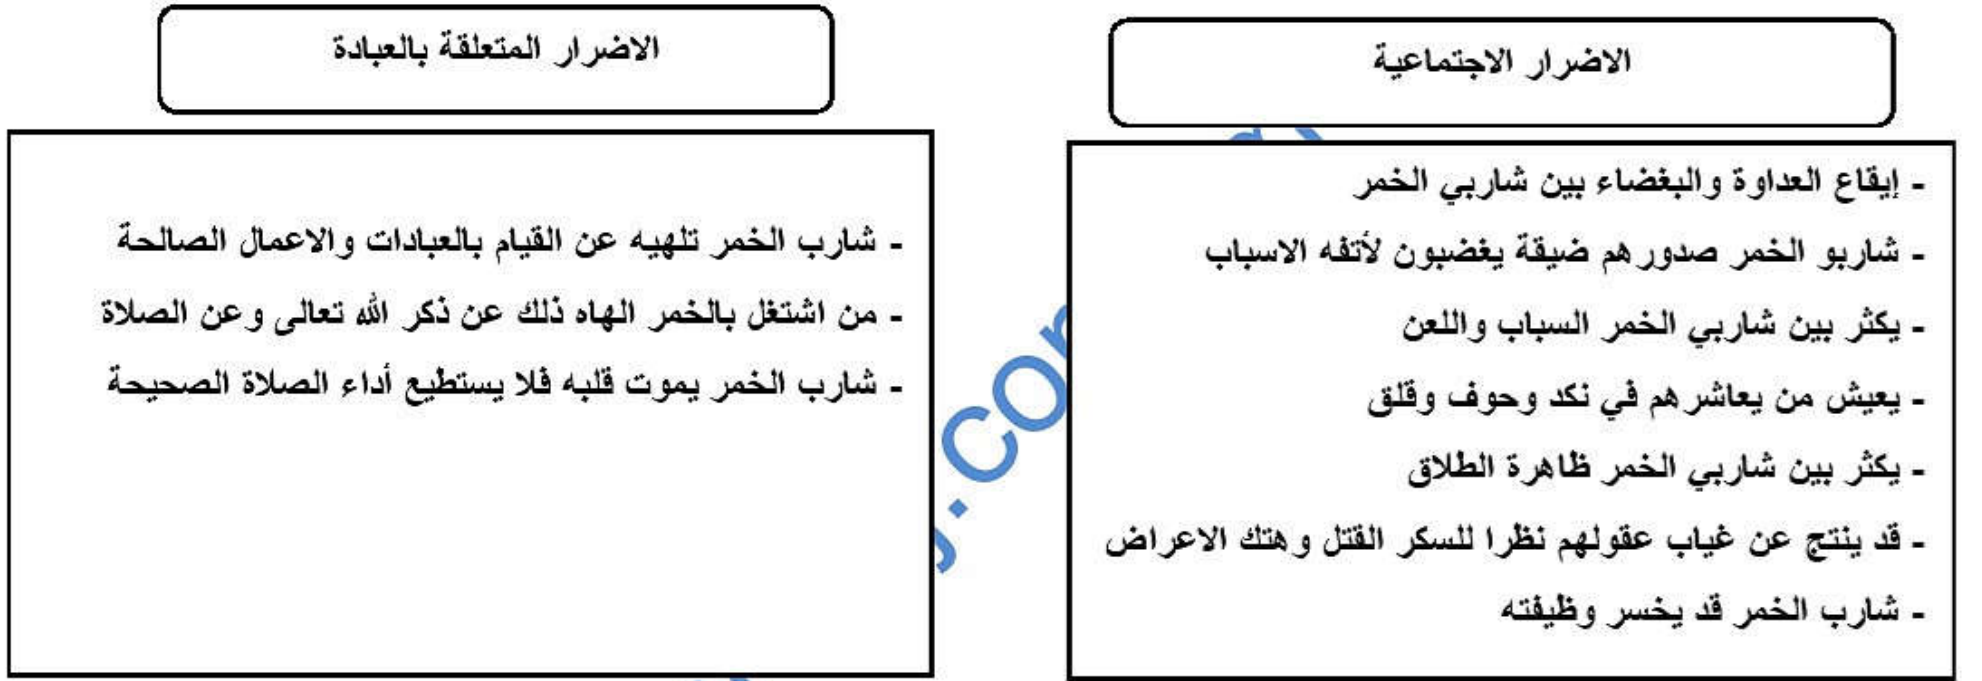 الاضرار الاجتماعية
- إيقاع العداوة والبغضاء بين شاربي الخمر
- شاربو الخمر صدورهم ضيقة يغضبون لأتفه الاسباب
- يكثر بين شاربي الخمر السباب واللعن
- يعيش من يعاشرهم في نكد وحوف وقلق
- يكثر بين شاربي الخمر ظاهرة الطلاق
- قد ينتج عن غياب عقولهم نظرا للسكر القتل وهتك الاعراض
- شارب الخمر قد يخسر وظيفته
الاضرار المتعلقة بالعبادة
- شارب الخمر تلهيه عن القيام بالعبادات والاعمال الصالحة
- من اشتغل بالخمر الهاه ذلك عن ذكر الله تعالى وعن الصلاة
- شارب الخمر يموت قلبه فلا يستطيع أداء الصلاة الصحيحة